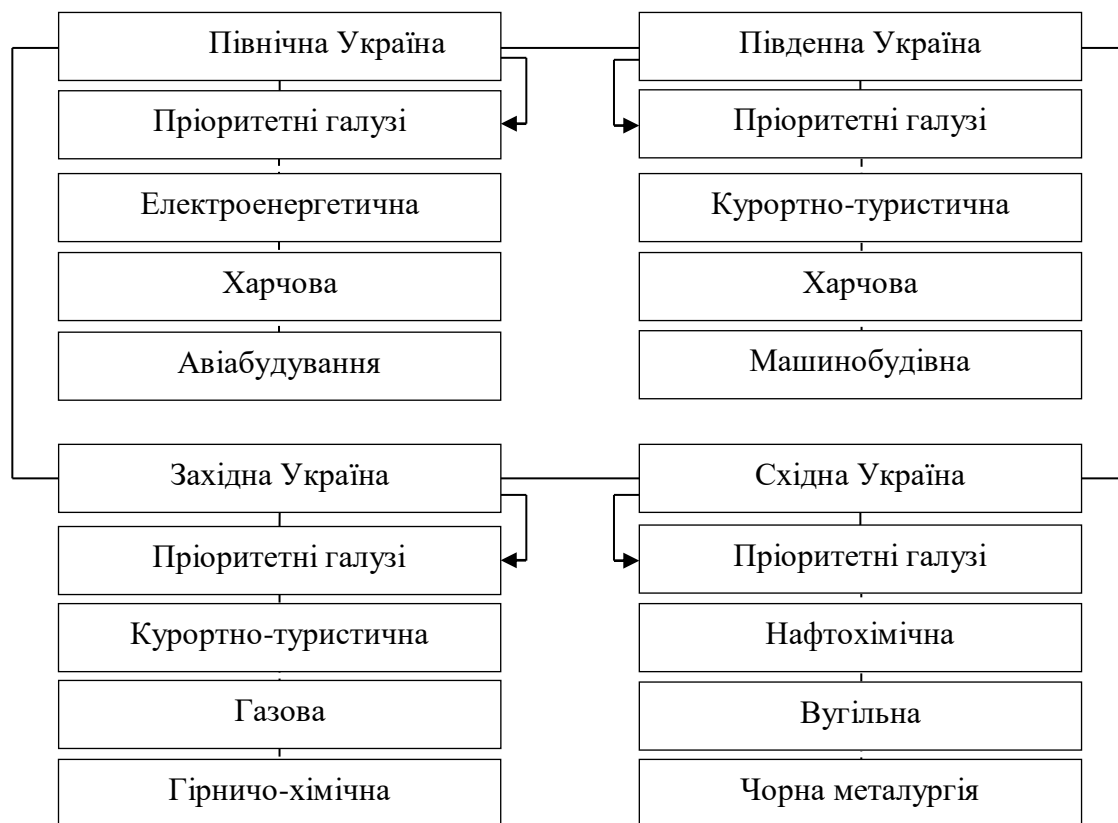 Північна Україна
Південна Україна
Пріоритетні галузі
Пріоритетні галузі
Електроенергетична
Курортно-туристична
Харчова
Харчова
Авіабудування
Машинобудівна
Західна Україна
Східна Україна
Пріоритетні галузі
Пріоритетні галузі
Курортно-туристична
Нафтохімічна
Газова
Вугільна
Гірничо-хімічна
Чорна металургія